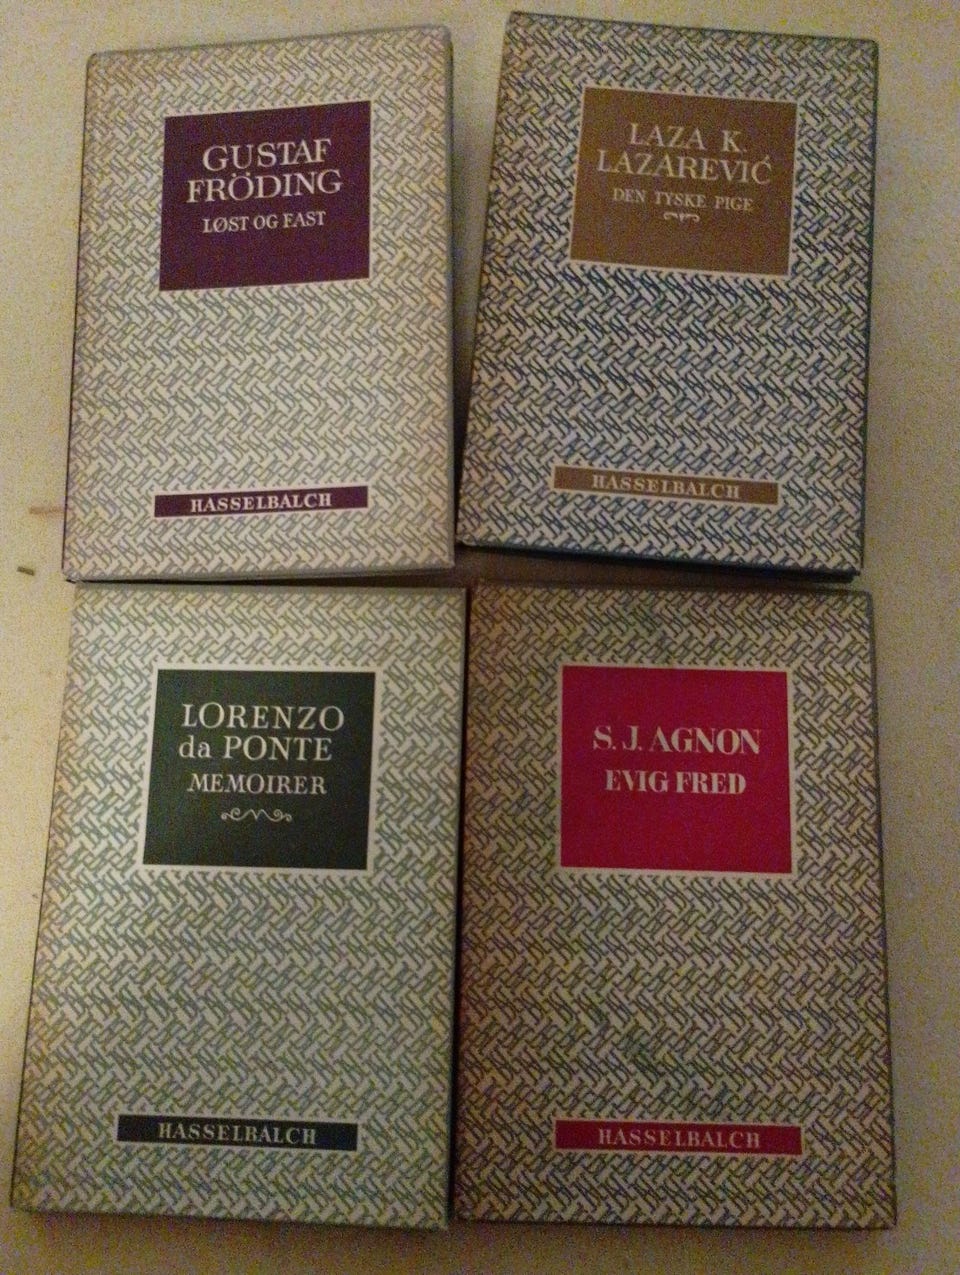 GUSTAF
FRÖDING
LØST OG FAST
HASSELBALCH
LAZA K.
LAZAREVIĆ
DEN TYSKE PIGE
HASSELBALCH
LORENZO
da PONTE
MEMOIRER
HASSELBALCH
S. J. AGNON
EVIG FRED
HASSELBALCH